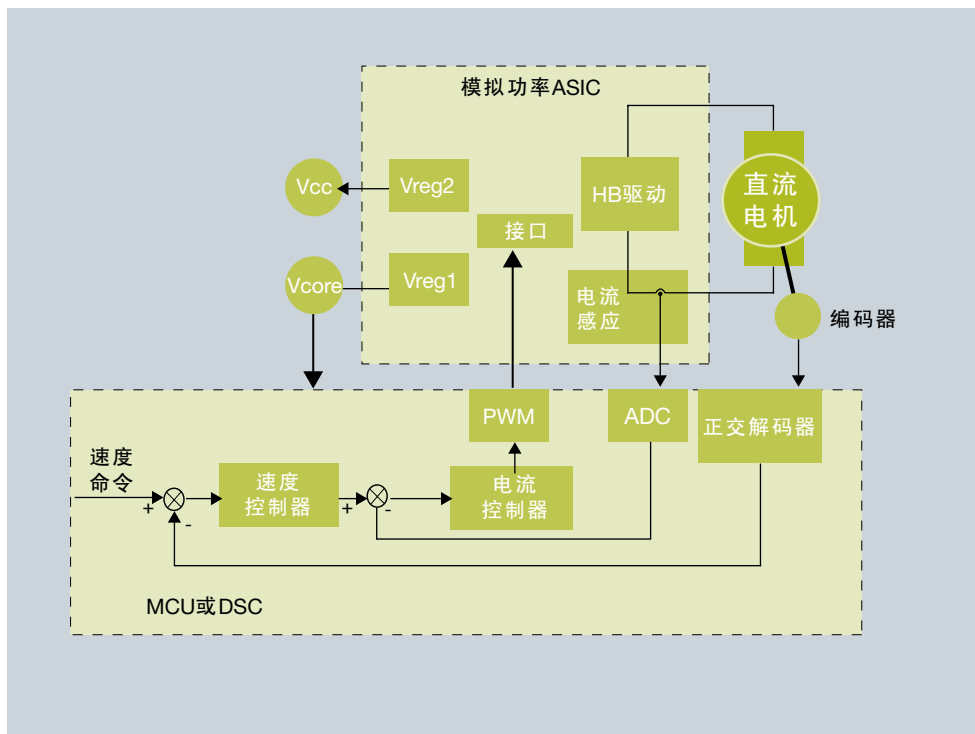 模拟功率ASIC
Vcc
Vreg2
HB驱动
直流
电机
接口
Vcore
Vreg1
电流
感应
编码器
PWM
ADC
正交解码器
速度
命令
速度
控制器
电流
控制器
+
-
+
-
MCU或DSC